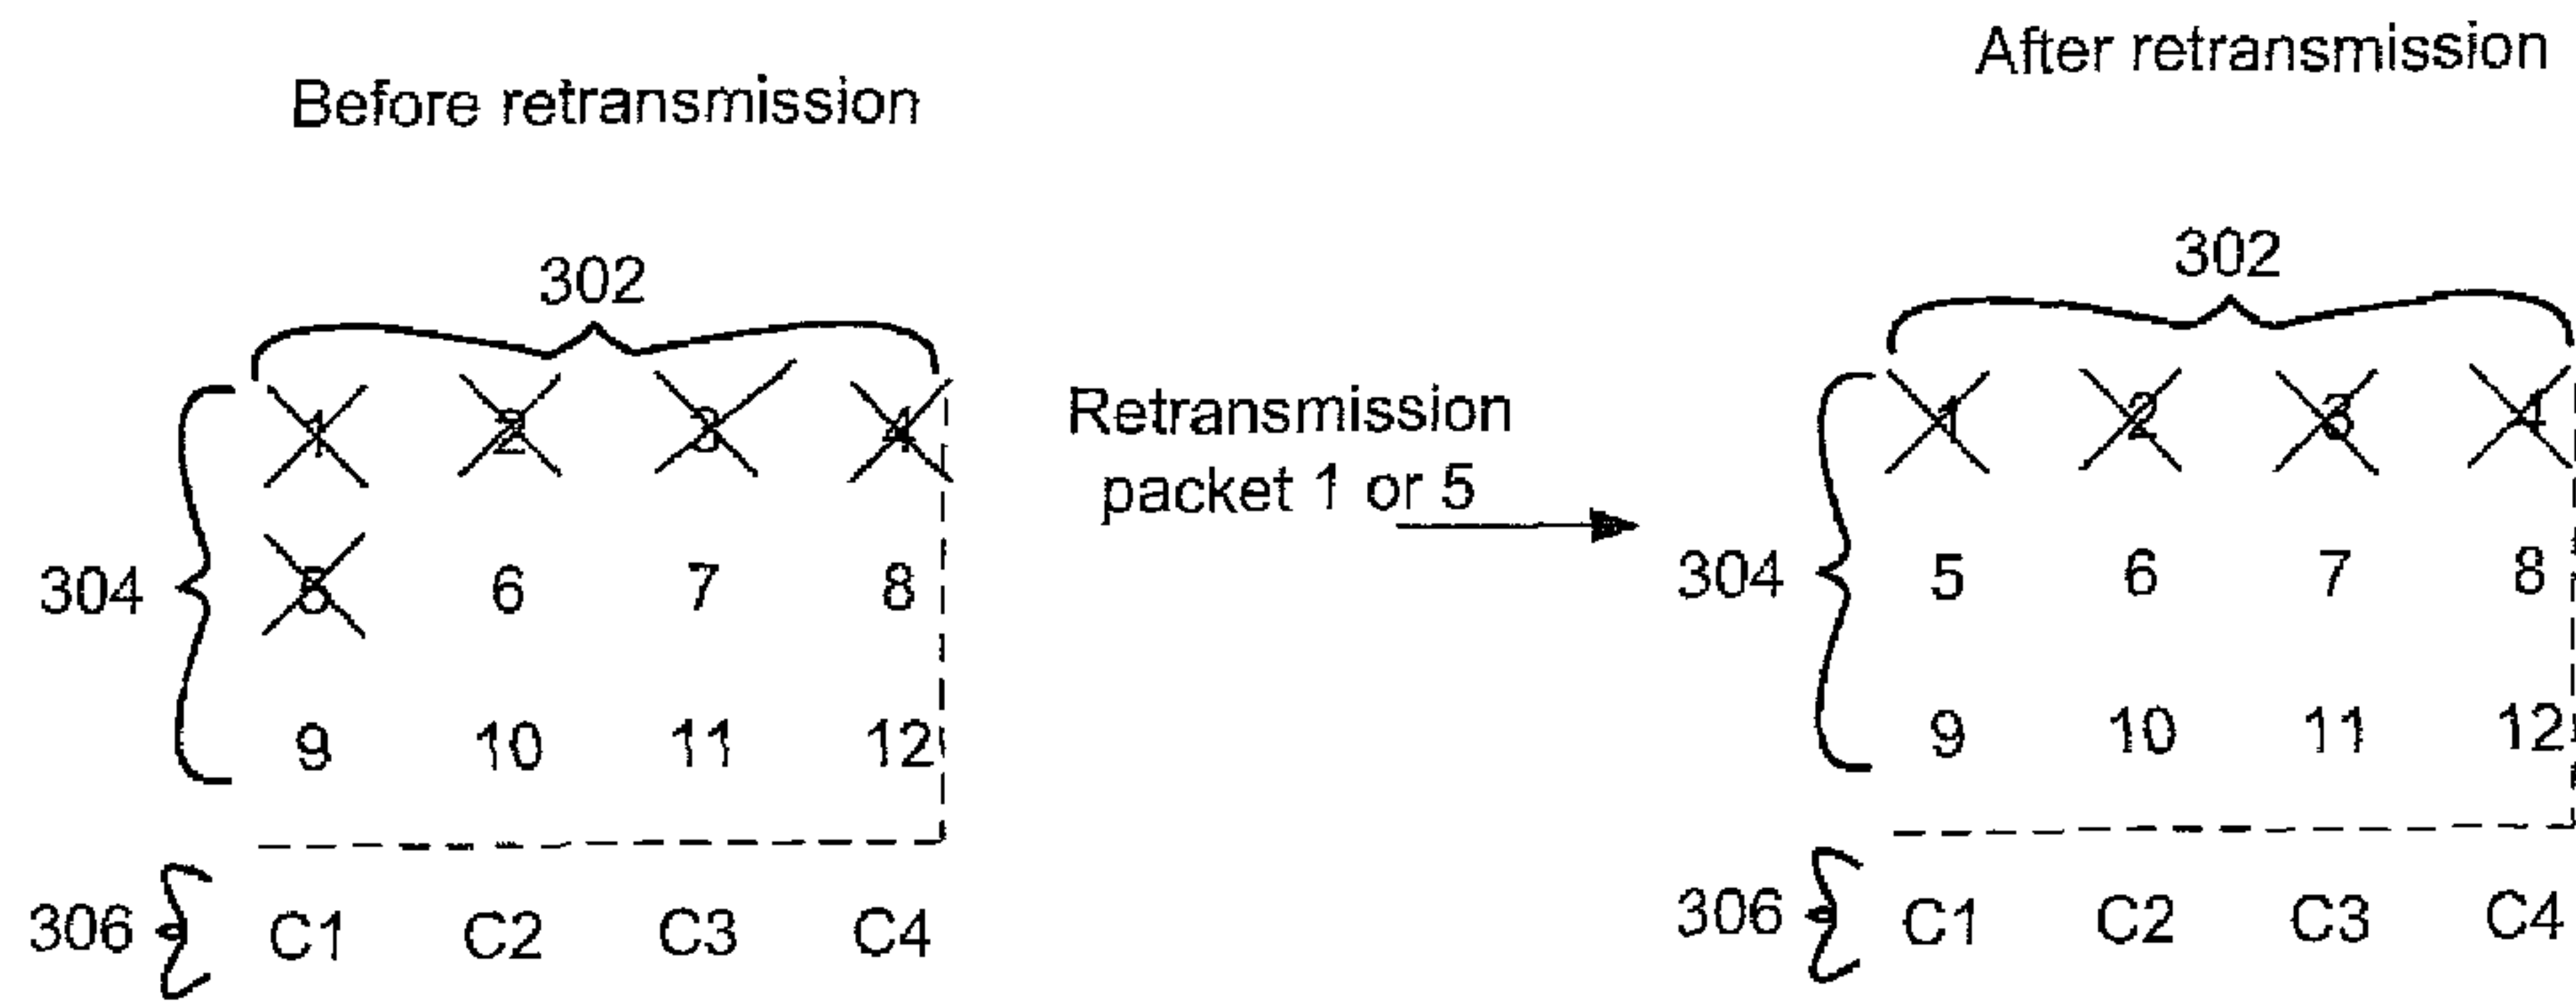 Before retransmission
After retransmission
302
302
1 2 3 4
Retransmission
packet 1 or 5
1 2 3 4
304
5 6 7 8
304
5 6 7 8
9 10 11 12
9 10 11 12
306
C1 C2 C3 C4
306
C1 C2 C3 C4